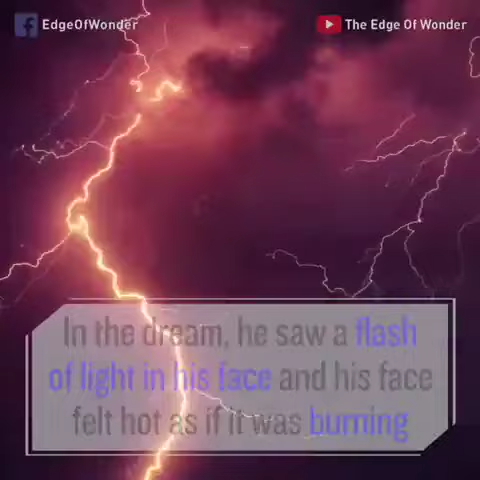 EdgeOfWonder
The Edge Of Wonder
In the dream, he saw a flash
of light in his face and his face
felt hot as if it was burning